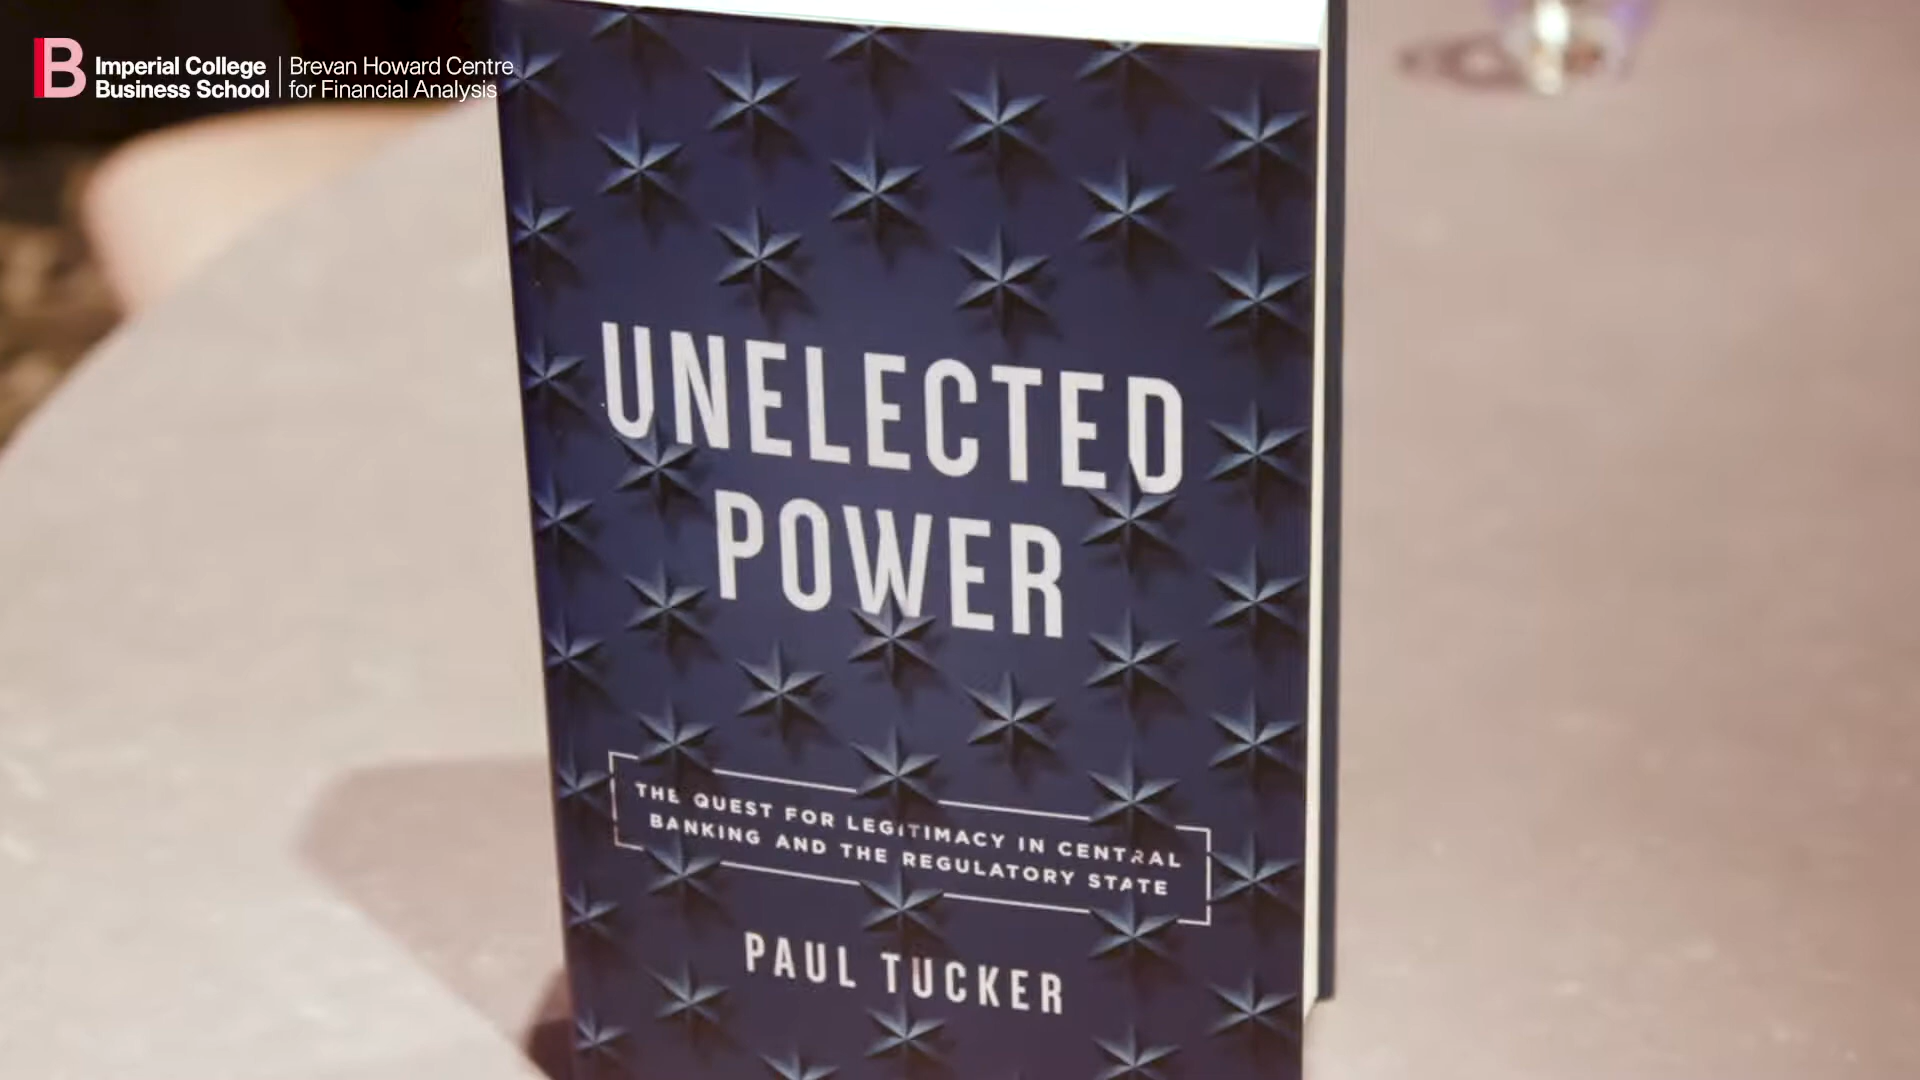 B
Imperial College
Business School
Brevan Howard Centre
for Financial Analysis
UNELECTED
POWER
THE QUEST FOR LEGITIMACY IN CENTRAL
BANKING AND THE REGULATORY STATE
PAUL TUCKER